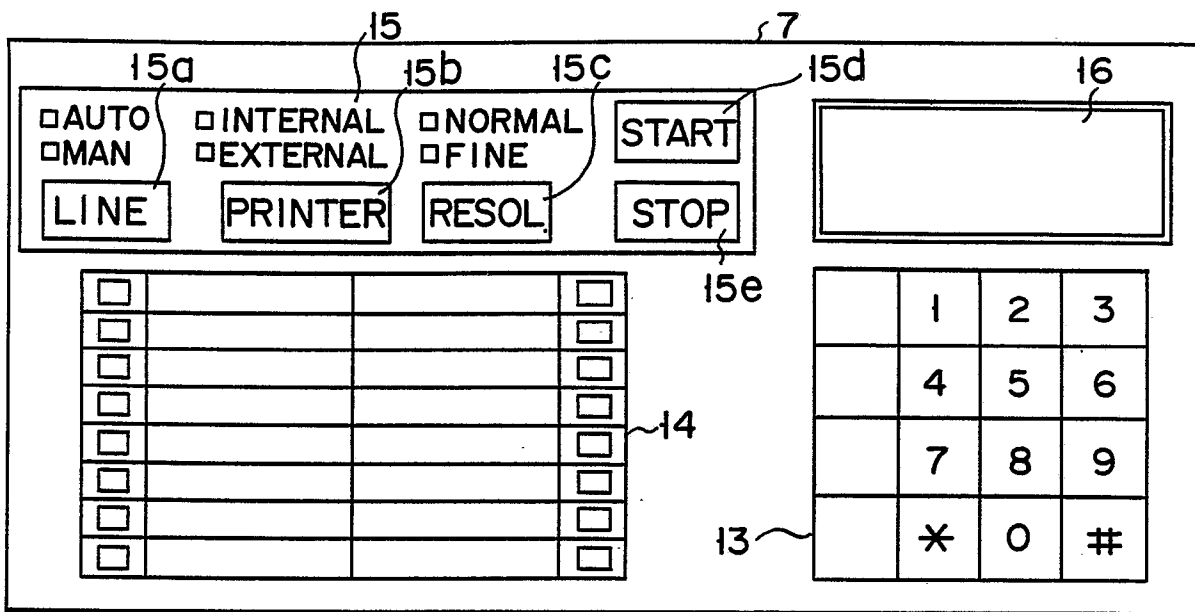 15 7
15a 15b 15c 15d 16
AUTO INTERNAL NORMAL START
MAN EXTERNAL FINE
LINE PRINTER RESOL. STOP
15e
1 2 3
4 5 6
14
7 8 9
13 * 0 #